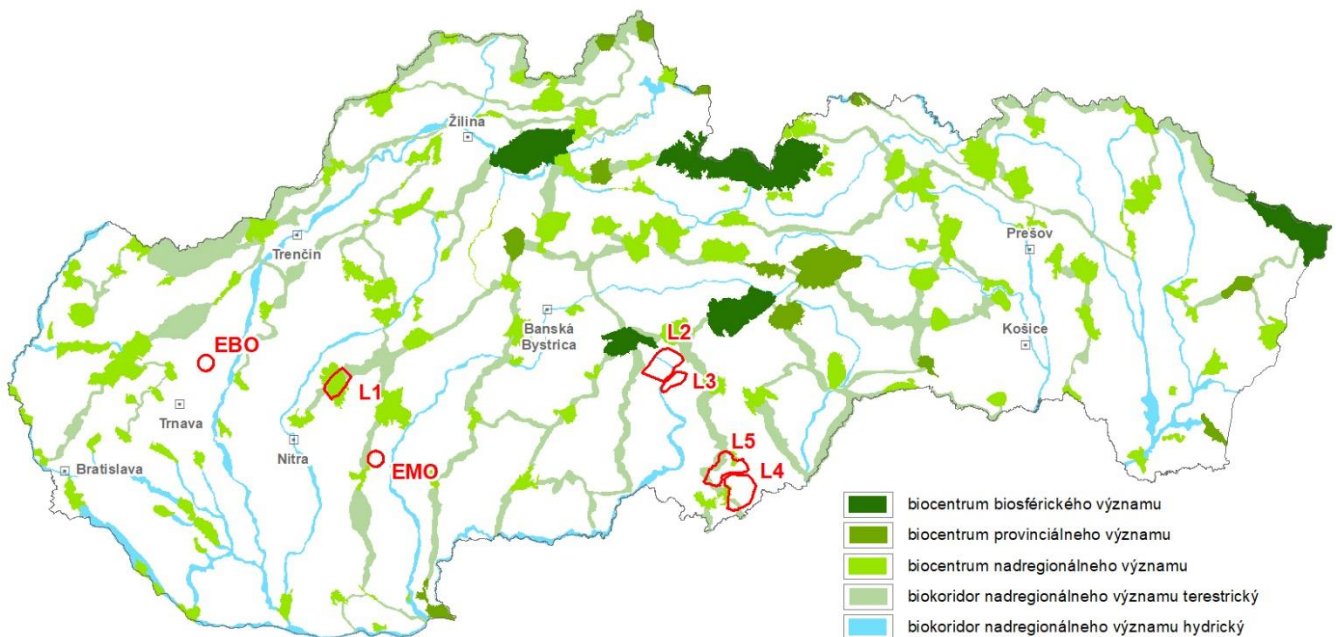 Žilina
Trenčín
Prešov
Banská
Bystrica
Košice
EBO
L2
L3
L1
Trnava
Nitra
EMO
Bratislava
L5
L4
biocentrum biosférického významu
biocentrum provinciálneho významu
biocentrum nadregionálneho významu
biokoridor nadregionálneho významu terestrický
biokoridor nadregionálneho významu hydrický